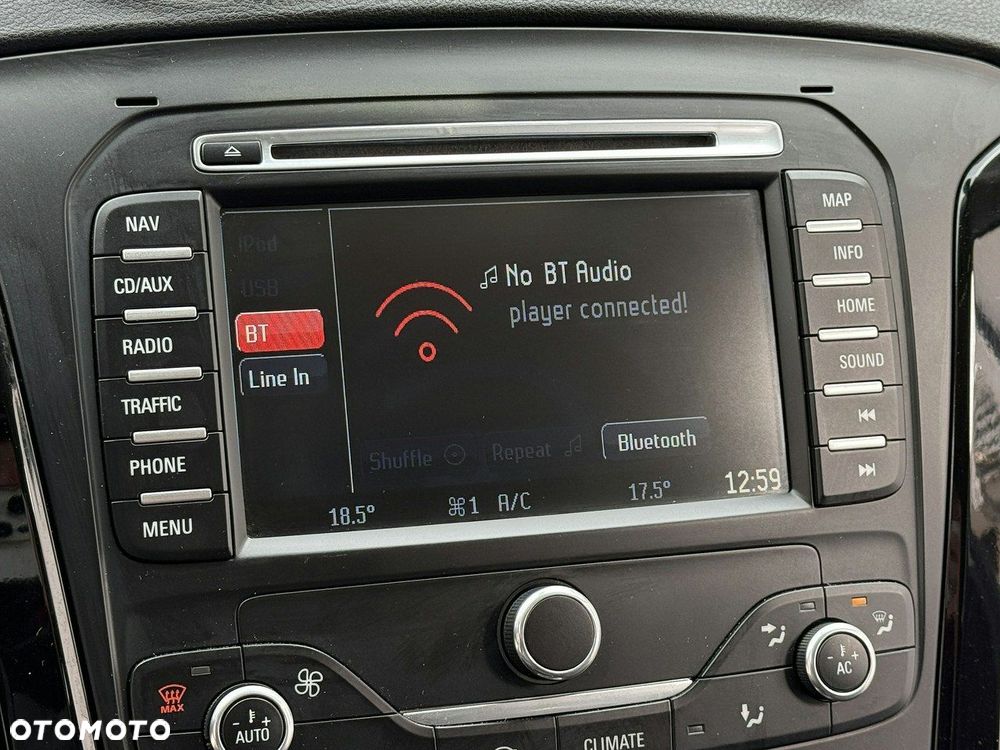 NAV
CD/AUX
RADIO
TRAFFIC
PHONE
MENU
iPod
USB
BT
Line In
No BT Audio
player connected!
Shuffle
Repeat
Bluetooth
18.5°
1 A/C
17.5°
12:59
MAP
INFO
HOME
SOUND
MAX
- +
AUTO
- +
AC
CLIMATE
OTOMOTO